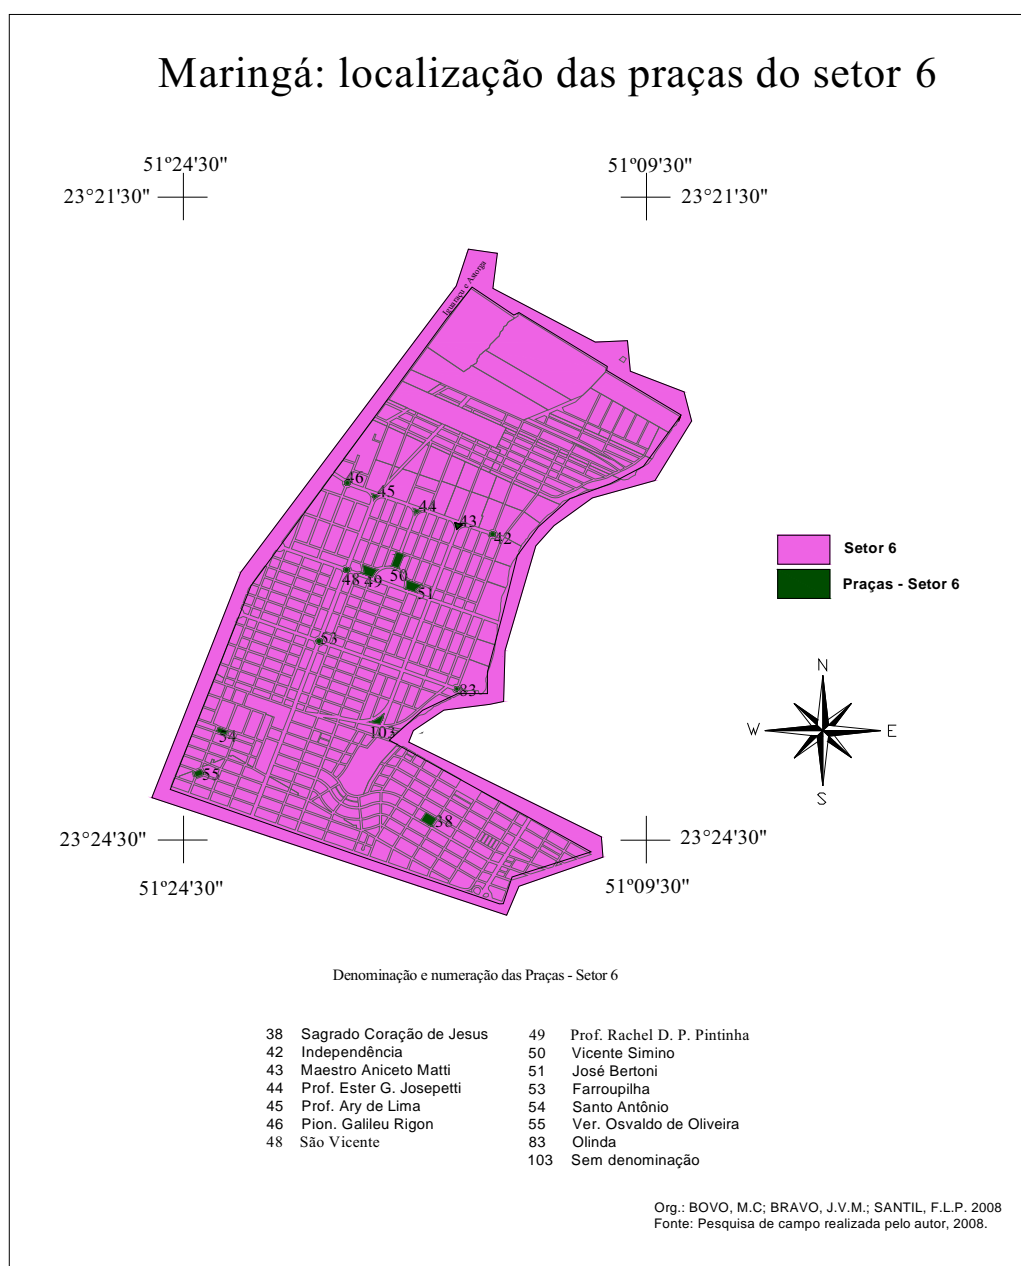 Maringá: localização das praças do setor 6
51º24'30"
51º09'30"
23°21'30"
23°21'30"
Iguaraçu e Astorga
46
45
44
43
42
48
49
50
51
53
83
103
54
55
38
Setor 6
Praças - Setor 6
N
W
E
S
23°24'30"
23°24'30"
51°24'30"
51º09'30"
Denominação e numeração das Praças - Setor 6
38 Sagrado Coração de Jesus
42 Independência
43 Maestro Aniceto Matti
44 Prof. Ester G. Josepetti
45 Prof. Ary de Lima
46 Pion. Galileu Rigon
48 São Vicente
49 Prof. Rachel D. P. Pintinha
50 Vicente Simino
51 José Bertoni
53 Farroupilha
54 Santo Antônio
55 Ver. Osvaldo de Oliveira
83 Olinda
103 Sem denominação
Org.: BOVO, M.C; BRAVO, J.V.M.; SANTIL, F.L.P. 2008
Fonte: Pesquisa de campo realizada pelo autor, 2008.